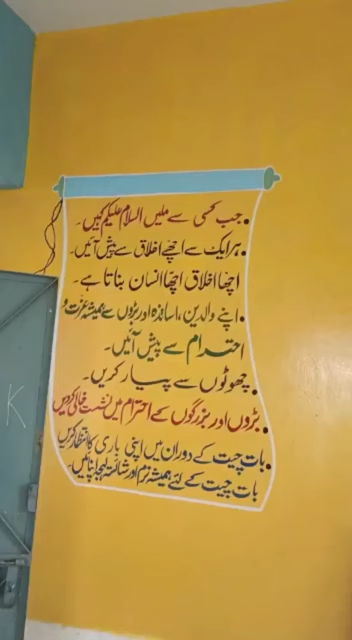 • جب کسی سے ملیں السلام علیکم کہیں۔
• ہر ایک سے اچھے اخلاق سے پیش آئیں۔
اچھا اخلاق اچھا انسان بناتا ہے۔
• اپنے والدین، اساتذہ اور بڑوں سے ہمیشہ عزت و
احترام سے پیش آئیں۔
• چھوٹوں سے پیار کریں۔
• بڑوں اور بزرگوں کے احترام میں نشست خالی کر دیں
• بات چیت کے دوران میں اپنی باری کا انتظار کریں
بات چیت کے لئے ہمیشہ نرم اور شائستہ لہجہ اپنائیں۔
K